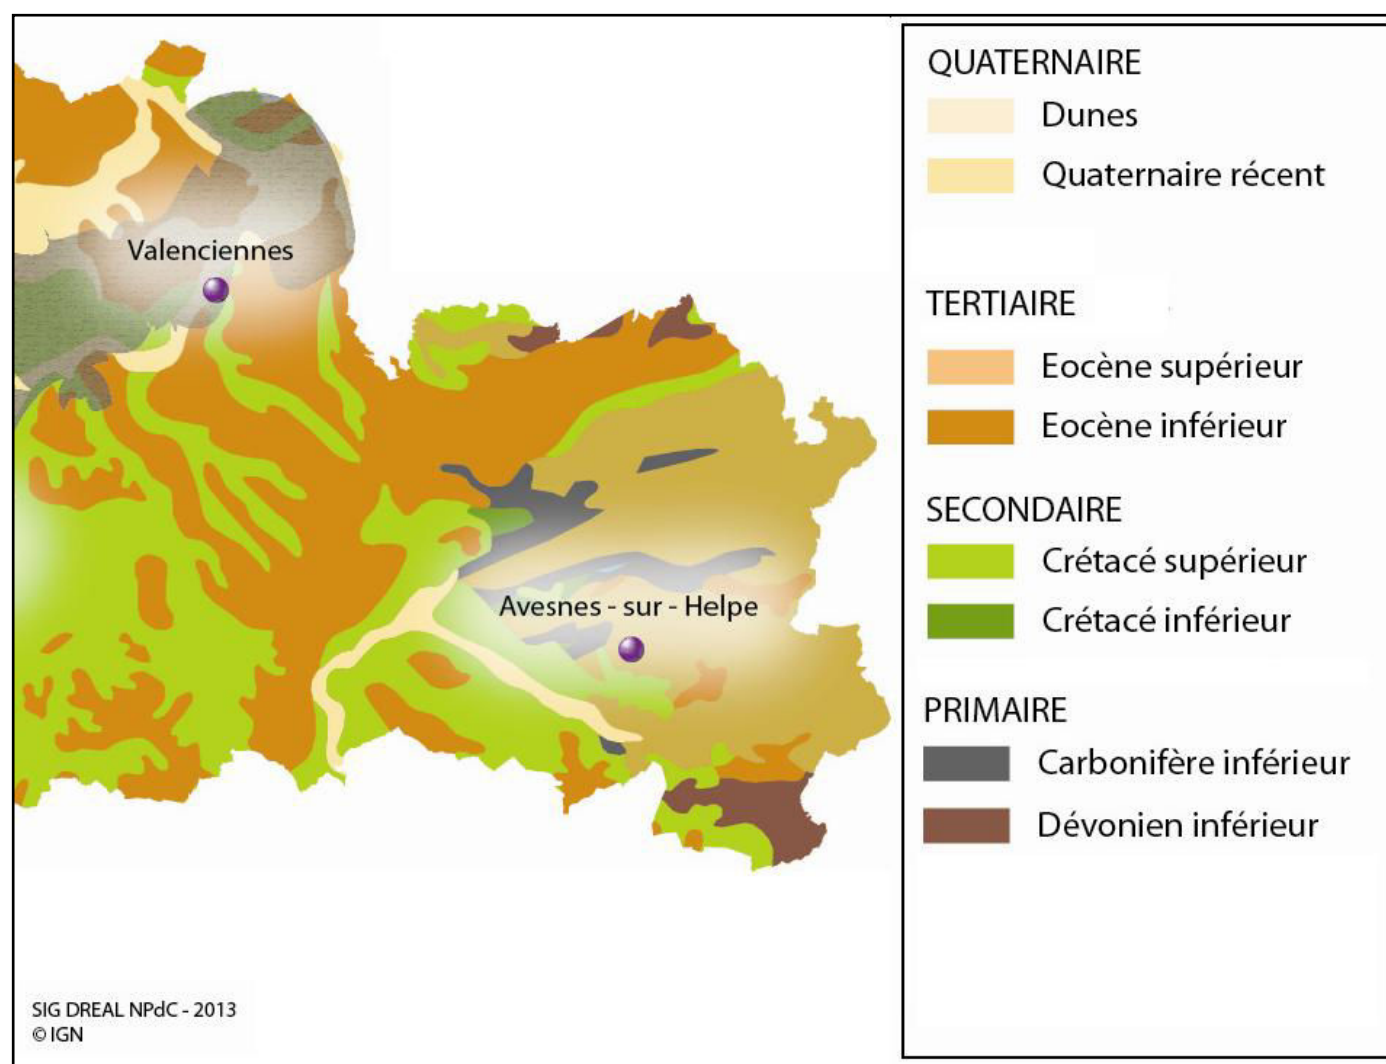 Valenciennes
Avesnes - sur - Helpe
SIG DREAL NPdC - 2013
© IGN
QUATERNAIRE
Dunes
Quaternaire récent
TERTIAIRE
Eocène supérieur
Eocène inférieur
SECONDAIRE
Crétacé supérieur
Crétacé inférieur
PRIMAIRE
Carbonifère inférieur
Dévonien inférieur